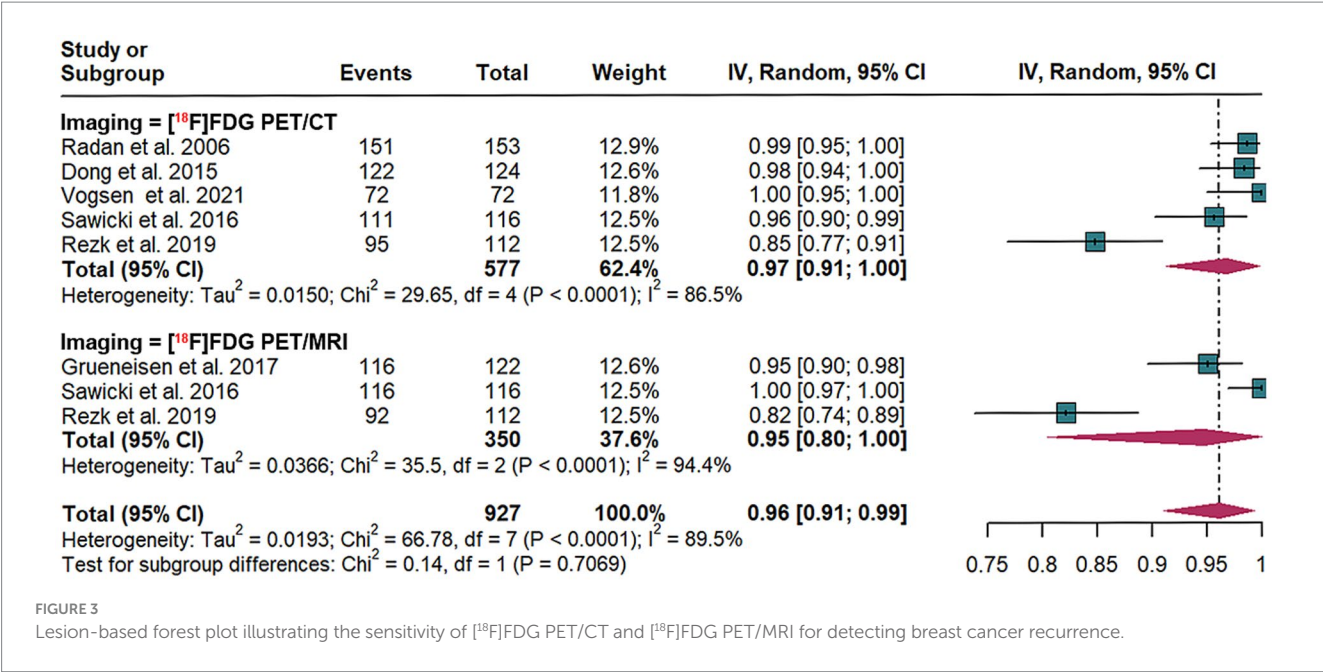 Study or
Subgroup Events Total Weight IV, Random, 95% CI IV, Random, 95% CI
Imaging = [¹⁸F]FDG PET/CT
Radan et al. 2006 151 153 12.9% 0.99 [0.95; 1.00]
Dong et al. 2015 122 124 12.6% 0.98 [0.94; 1.00]
Vogsen et al. 2021 72 72 11.8% 1.00 [0.95; 1.00]
Sawicki et al. 2016 111 116 12.5% 0.96 [0.90; 0.99]
Rezk et al. 2019 95 112 12.5% 0.85 [0.77; 0.91]
Total (95% CI) 577 62.4% 0.97 [0.91; 1.00]
Heterogeneity: Tau² = 0.0150; Chi² = 29.65, df = 4 (P < 0.0001); I² = 86.5%
Imaging = [¹⁸F]FDG PET/MRI
Grueneisen et al. 2017 116 122 12.6% 0.95 [0.90; 0.98]
Sawicki et al. 2016 116 116 12.5% 1.00 [0.97; 1.00]
Rezk et al. 2019 92 112 12.5% 0.82 [0.74; 0.89]
Total (95% CI) 350 37.6% 0.95 [0.80; 1.00]
Heterogeneity: Tau² = 0.0366; Chi² = 35.5, df = 2 (P < 0.0001); I² = 94.4%
Total (95% CI) 927 100.0% 0.96 [0.91; 0.99]
Heterogeneity: Tau² = 0.0193; Chi² = 66.78, df = 7 (P < 0.0001); I² = 89.5%
Test for subgroup differences: Chi² = 0.14, df = 1 (P = 0.7069)
0.75 0.8 0.85 0.9 0.95 1
FIGURE 3
Lesion-based forest plot illustrating the sensitivity of [¹⁸F]FDG PET/CT and [¹⁸F]FDG PET/MRI for detecting breast cancer recurrence.